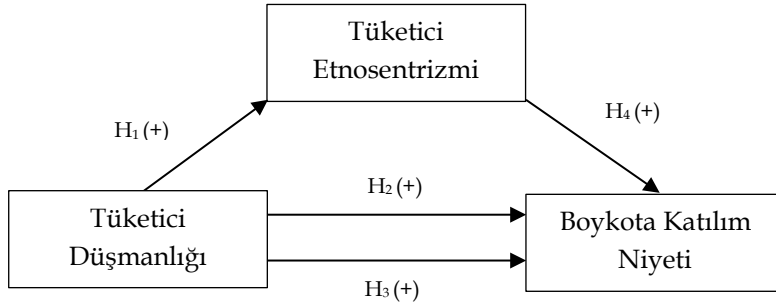 Tüketici
Etnosentrizmi
H₁ (+)
H₄ (+)
Tüketici
Düşmanlığı
H₂ (+)
Boykota Katılım
Niyeti
H₃ (+)